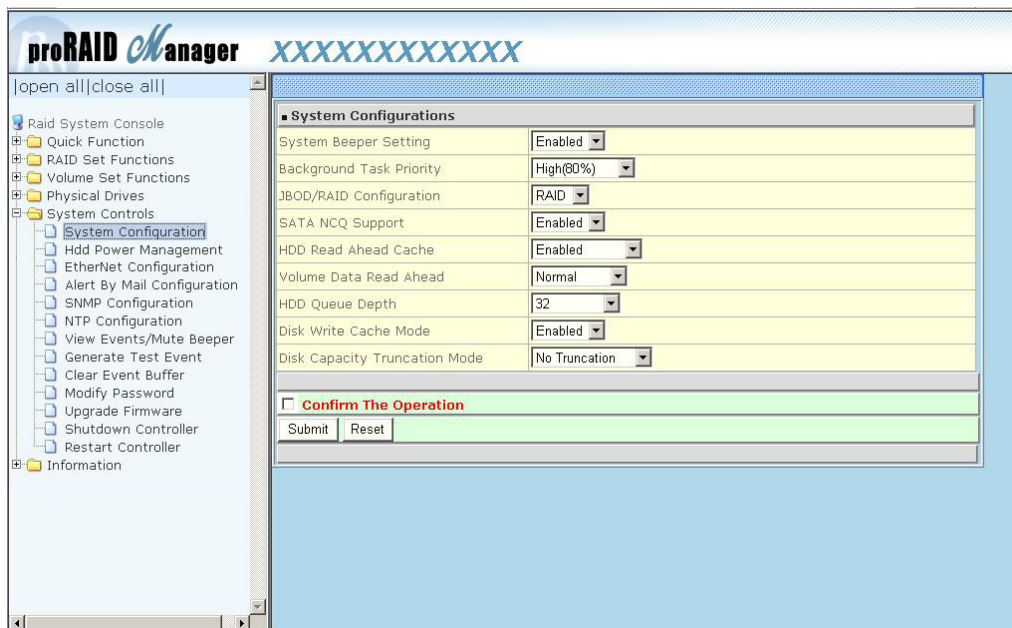 proRAID Manager XXXXXXXXXXXX
|open all|close all|
Raid System Console
Quick Function
RAID Set Functions
Volume Set Functions
Physical Drives
System Controls
System Configuration
Hdd Power Management
EtherNet Configuration
Alert By Mail Configuration
SNMP Configuration
NTP Configuration
View Events/Mute Beeper
Generate Test Event
Clear Event Buffer
Modify Password
Upgrade Firmware
Shutdown Controller
Restart Controller
Information
System Configurations
System Beeper Setting Enabled
Background Task Priority High(80%)
JBOD/RAID Configuration RAID
SATA NCQ Support Enabled
HDD Read Ahead Cache Enabled
Volume Data Read Ahead Normal
HDD Queue Depth 32
Disk Write Cache Mode Enabled
Disk Capacity Truncation Mode No Truncation
Confirm The Operation
Submit Reset